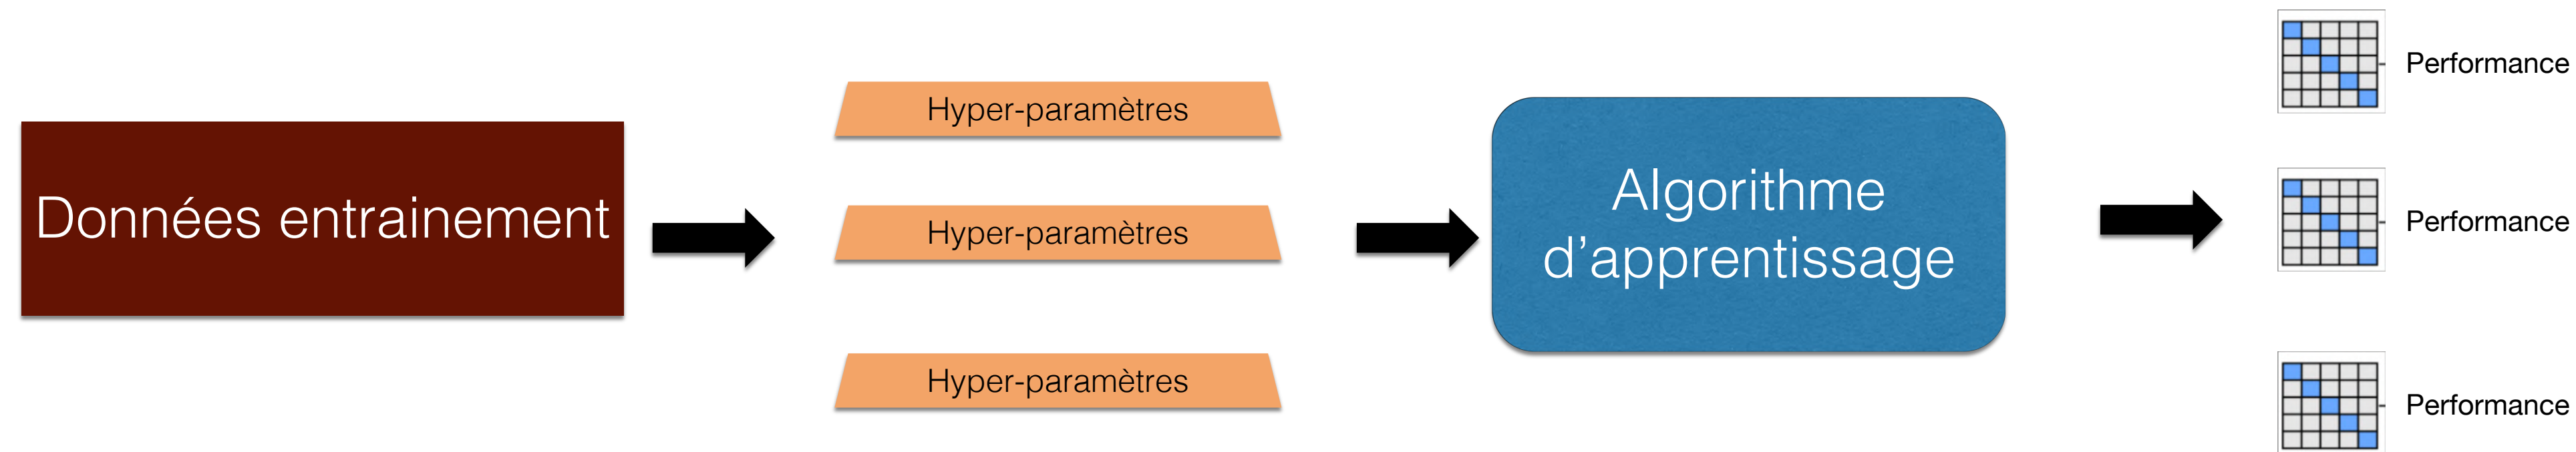 Données entrainement
Hyper-paramètres
Hyper-paramètres
Hyper-paramètres
Algorithme
d’apprentissage
Performance
Performance
Performance